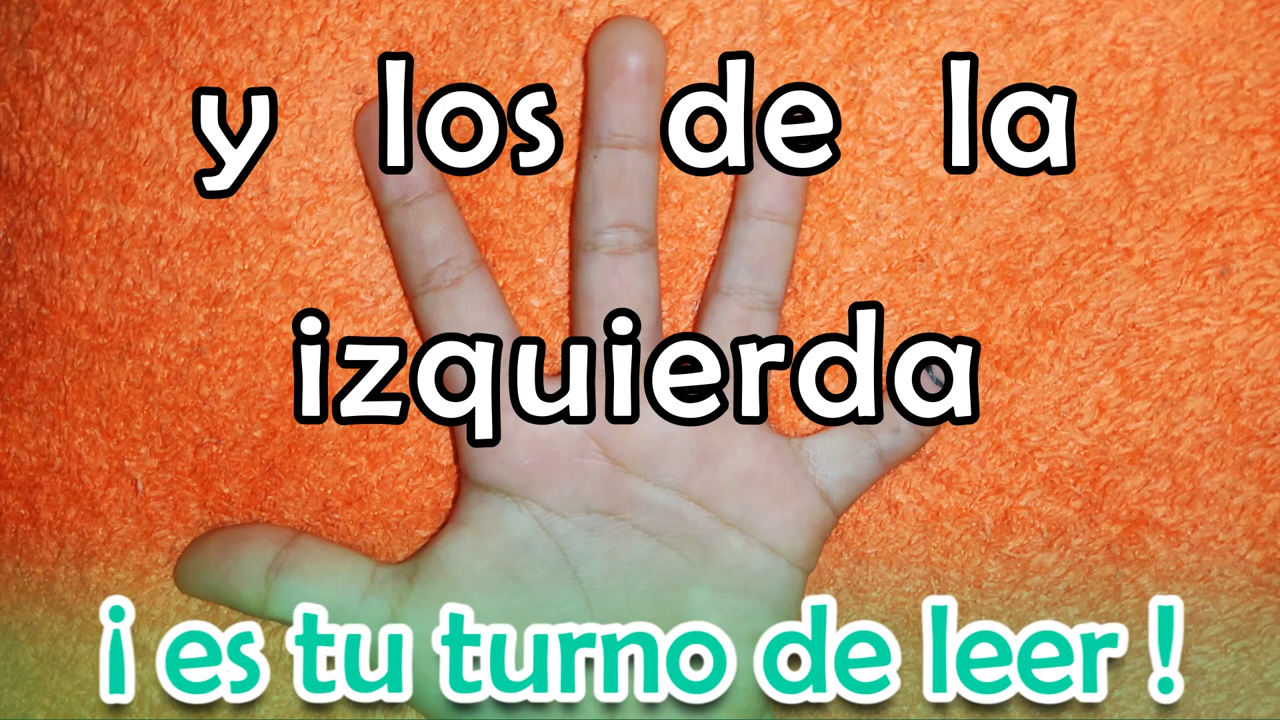 y los de la
izquierda
¡ es tu turno de leer !